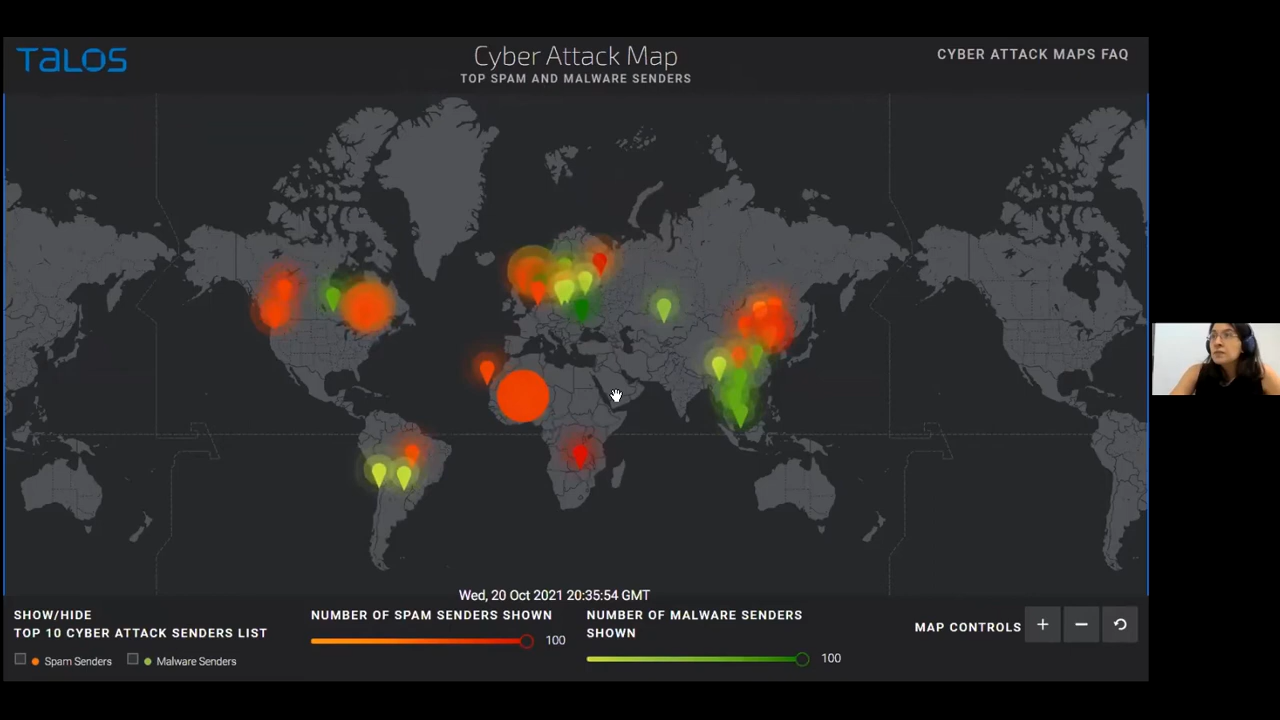 TALOS
Cyber Attack Map
TOP SPAM AND MALWARE SENDERS
CYBER ATTACK MAPS FAQ
Wed, 20 Oct 2021 20:35:54 GMT
SHOW/HIDE
TOP 10 CYBER ATTACK SENDERS LIST
Spam Senders
Malware Senders
NUMBER OF SPAM SENDERS SHOWN
100
NUMBER OF MALWARE SENDERS
SHOWN
100
MAP CONTROLS